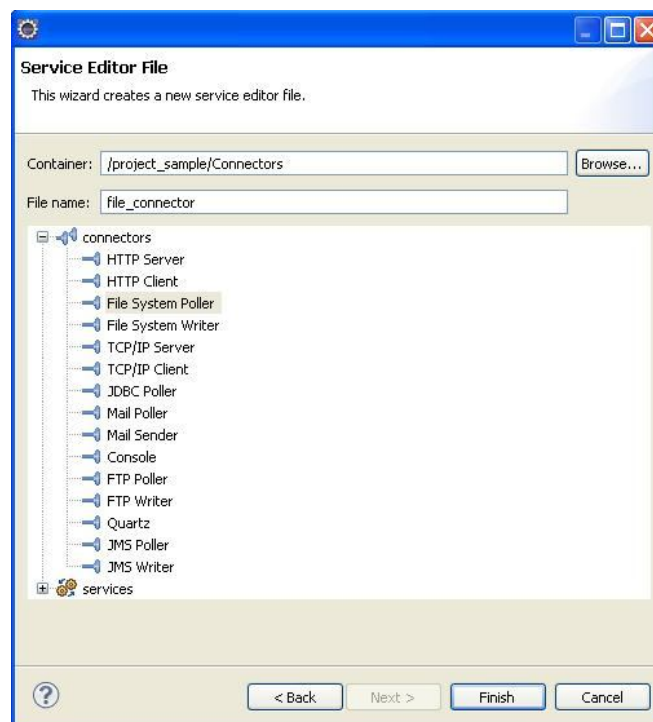 Service Editor File
This wizard creates a new service editor file.
Container: /project_sample/Connectors Browse...
File name: file_connector
connectors
HTTP Server
HTTP Client
File System Poller
File System Writer
TCP/IP Server
TCP/IP Client
JDBC Poller
Mail Poller
Mail Sender
Console
FTP Poller
FTP Writer
Quartz
JMS Poller
JMS Writer
services
? < Back Next > Finish Cancel